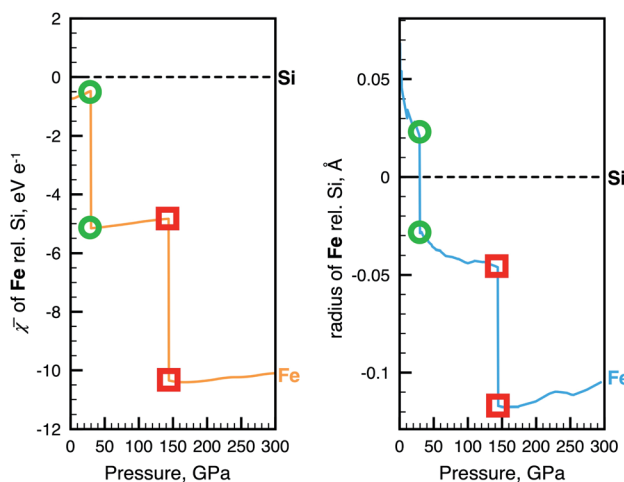 2
0
-2
-4
-6
-8
-10
-12
χ̅ of Fe rel. Si, eV e⁻¹
Si
Fe
0 50 100 150 200 250 300
Pressure, GPa
0.05
0
-0.05
-0.1
radius of Fe rel. Si, Å
Si
Fe
0 50 100 150 200 250 300
Pressure, GPa